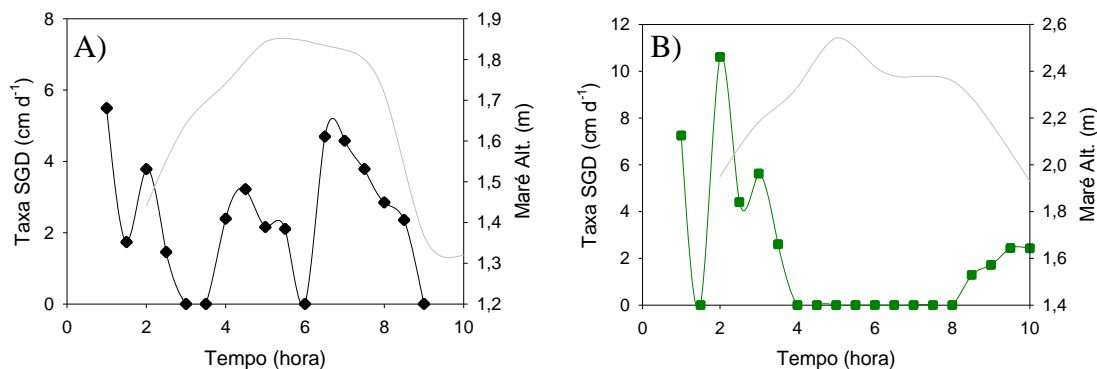 A)
Taxa SGD (cm d⁻¹)
8
6
4
2
0
0 2 4 6 8 10
Tempo (hora)
1,9
1,8
1,7
1,6
1,5
1,4
1,3
1,2
Maré Alt. (m)
B)
Taxa SGD (cm d⁻¹)
12
10
8
6
4
2
0
0 2 4 6 8 10
Tempo (hora)
2,6
2,4
2,2
2,0
1,8
1,6
1,4
Maré Alt. (m)